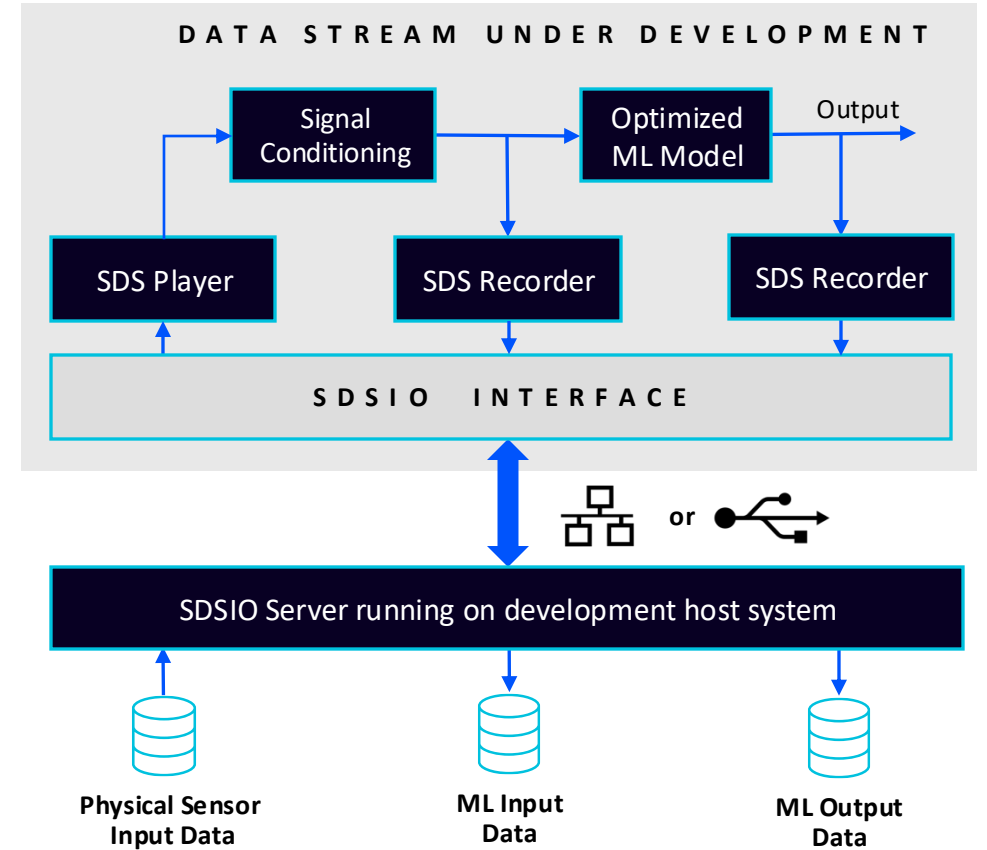 DATA STREAM UNDER DEVELOPMENT
Signal
Conditioning
Optimized
ML Model
Output
SDS Player
SDS Recorder
SDS Recorder
SDSIO INTERFACE
or
SDSIO Server running on development host system
Physical Sensor
Input Data
ML Input
Data
ML Output
Data